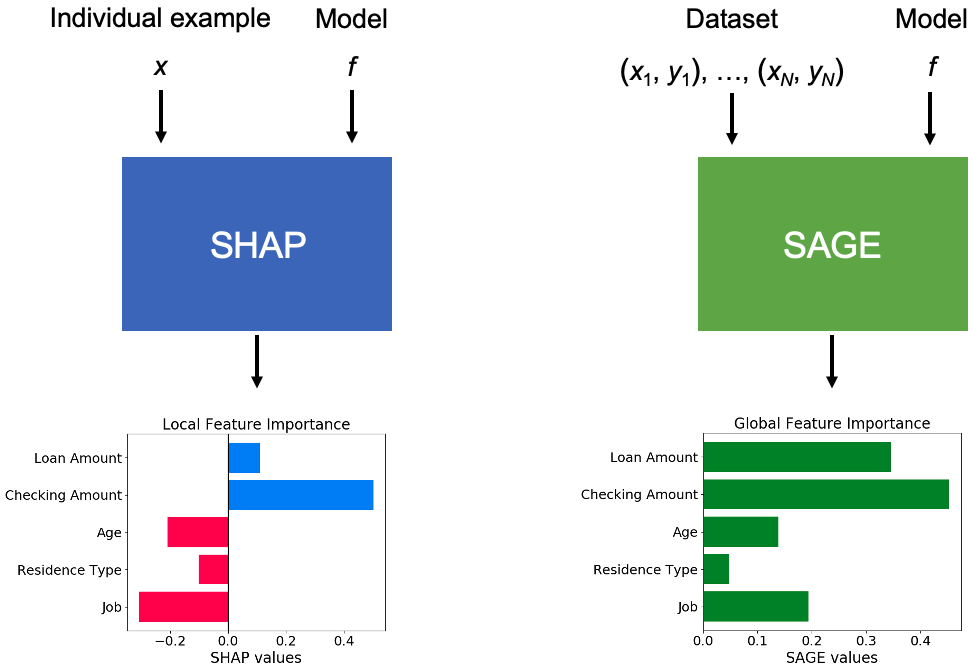 Individual example
Model
x
f
SHAP
Local Feature Importance
Loan Amount
Checking Amount
Age
Residence Type
Job
−0.2 0.0 0.2 0.4
SHAP values
Dataset
Model
(x₁, y₁), …, (x_N, y_N)
f
SAGE
Global Feature Importance
Loan Amount
Checking Amount
Age
Residence Type
Job
0.0 0.1 0.2 0.3 0.4
SAGE values